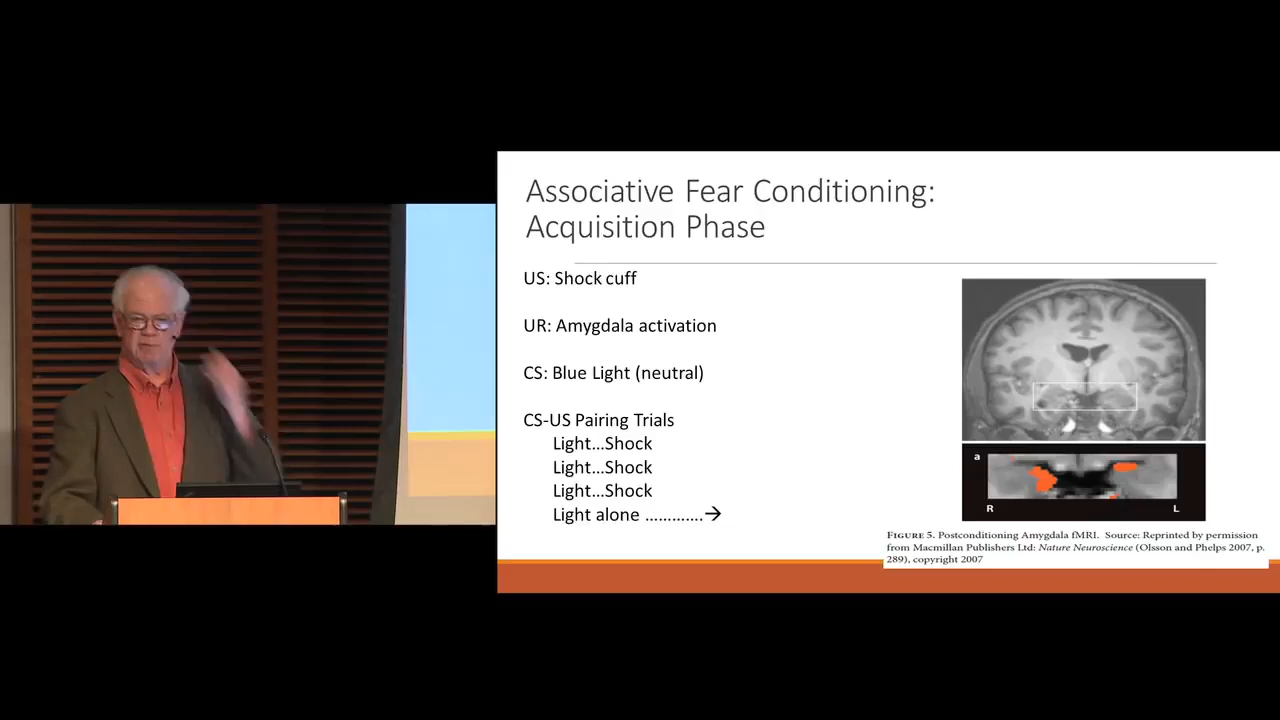 Associative Fear Conditioning:
Acquisition Phase
US: Shock cuff
UR: Amygdala activation
CS: Blue Light (neutral)
CS-US Pairing Trials
Light...Shock
Light...Shock
Light...Shock
Light alone .............→
a
R L
FIGURE 5. Postconditioning Amygdala fMRI. Source: Reprinted by permission
from Macmillan Publishers Ltd: Nature Neuroscience (Olsson and Phelps 2007, p.
289), copyright 2007